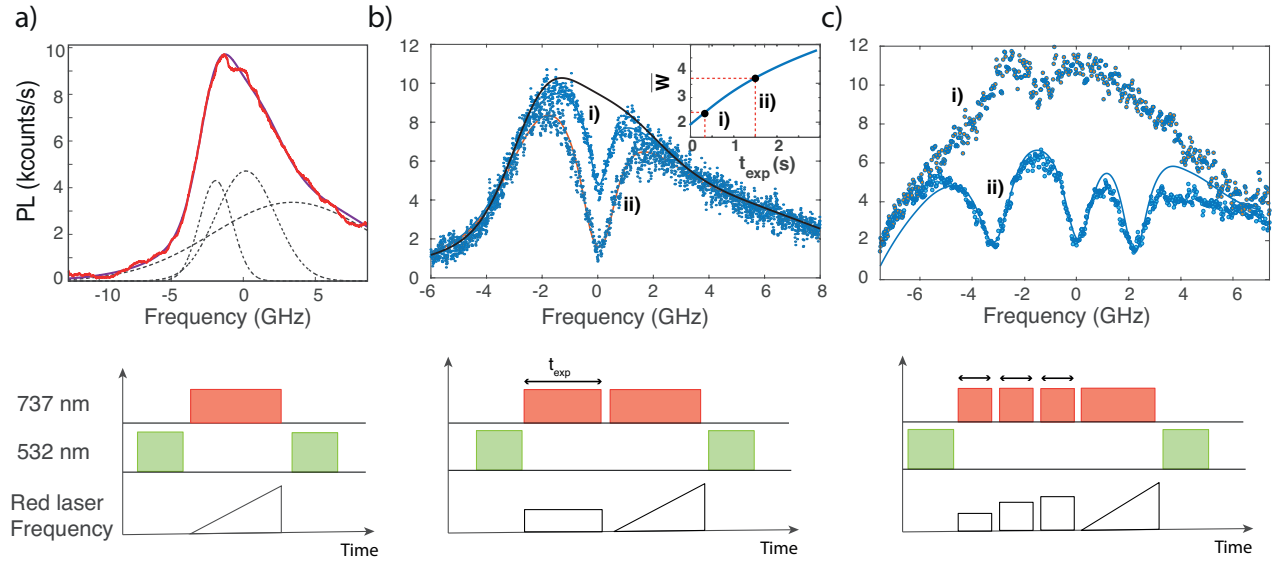 a)
PL (kcounts/s)
10
8
6
4
2
0
-10
-5
0
5
Frequency (GHz)
b)
12
10
8
6
4
2
0
-6
-4
-2
0
2
4
6
8
Frequency (GHz)
i)
ii)
W
4
3
2
0
1
2
t_exp (s)
i)
ii)
c)
12
10
8
6
4
2
0
-6
-4
-2
0
2
4
6
Frequency (GHz)
i)
ii)
737 nm
532 nm
Red laser
Frequency
Time
t_exp
Time
Time